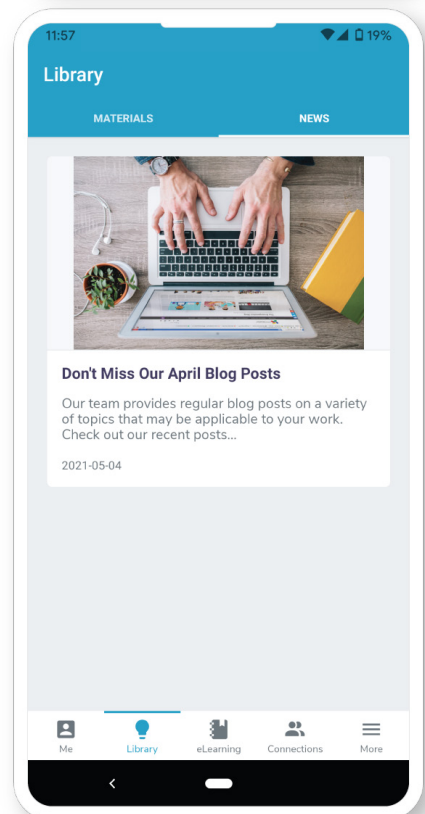 11:57
19%
Library
MATERIALS
NEWS
Don't Miss Our April Blog Posts
Our team provides regular blog posts on a variety
of topics that may be applicable to your work.
Check out our recent posts...
2021-05-04
Me
Library
eLearning
Connections
More